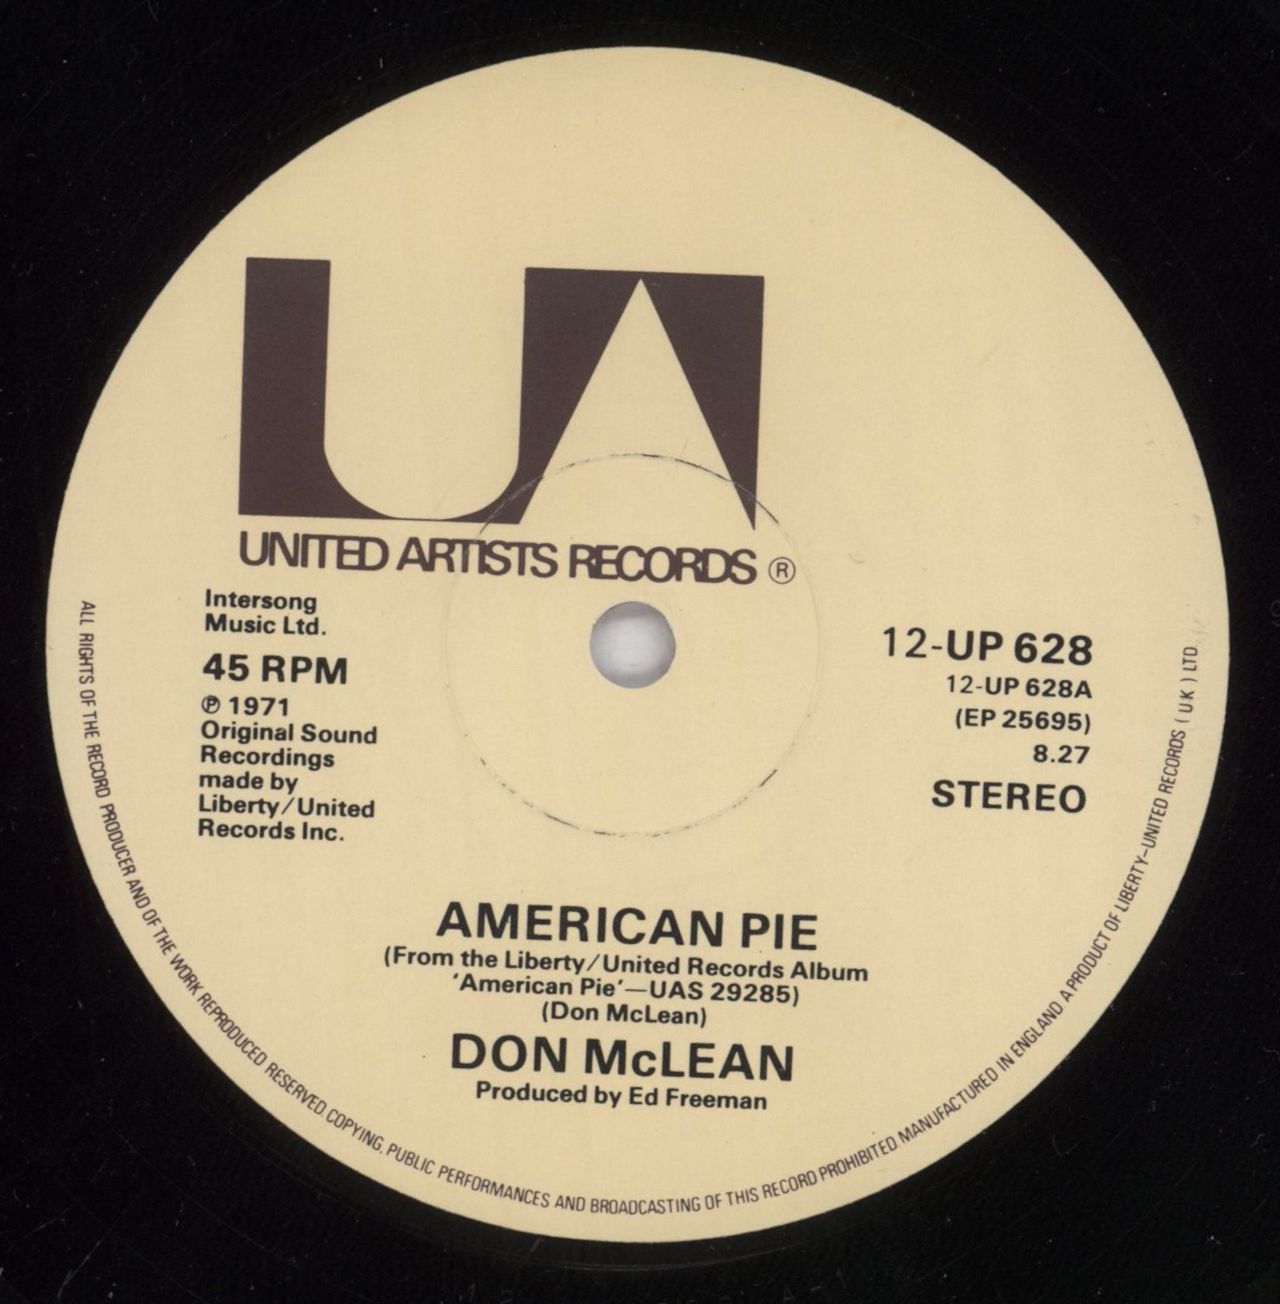 UA
UNITED ARTISTS RECORDS ®
Intersong
Music Ltd.
45 RPM
℗ 1971
Original Sound
Recordings
made by
Liberty/United
Records Inc.
12-UP 628
12-UP 628A
(EP 25695)
8.27
STEREO
AMERICAN PIE
(From the Liberty/United Records Album
‘American Pie’—UAS 29285)
(Don McLean)
DON McLEAN
Produced by Ed Freeman
ALL RIGHTS OF THE RECORD PRODUCER AND OF THE WORK REPRODUCED RESERVED COPYING, PUBLIC PERFORMANCES AND BROADCASTING OF THIS RECORD PROHIBITED MANUFACTURED IN ENGLAND A PRODUCT OF LIBERTY–UNITED RECORDS ( UK ) LTD.